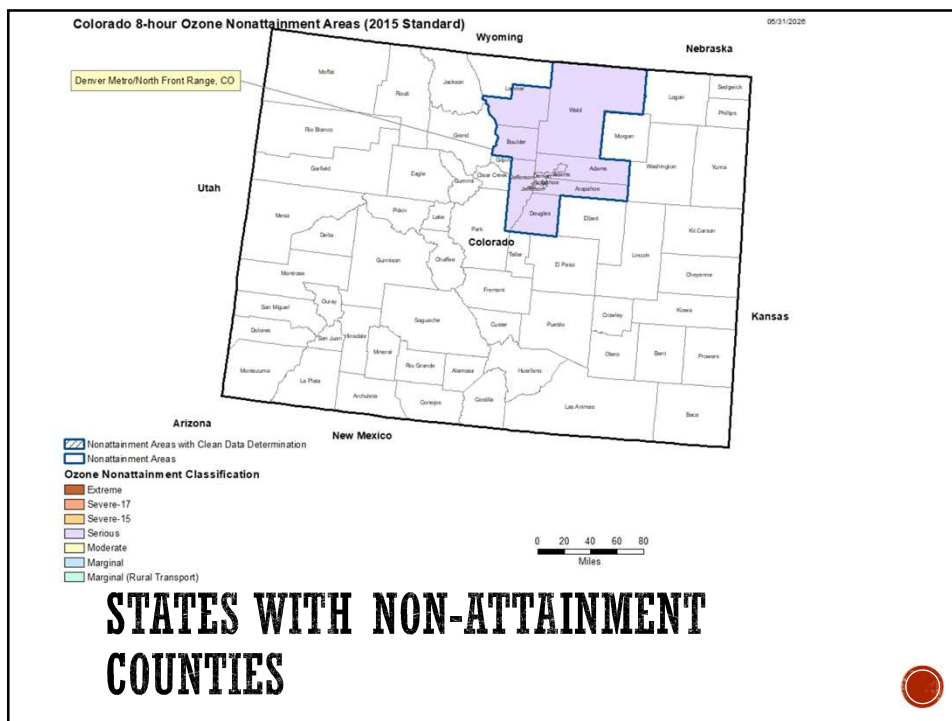 Colorado 8-hour Ozone Nonattainment Areas (2015 Standard)
05/31/2026
Wyoming
Nebraska
Denver Metro/North Front Range, CO
Moffat
Routt
Jackson
Larimer
Weld
Logan
Sedgwick
Phillips
Rio Blanco
Grand
Boulder
Morgan
Washington
Yuma
Garfield
Eagle
Summit
Gilpin
Clear Creek
Jefferson
Denver
Adams
Adams
Arapahoe
Jefferson
Utah
Mesa
Pitkin
Lake
Park
Douglas
Elbert
Kit Carson
Colorado
Delta
Gunnison
Chaffee
Teller
El Paso
Lincoln
Cheyenne
Montrose
Fremont
Kansas
San Miguel
Ouray
Saguache
Custer
Pueblo
Crowley
Kiowa
Dolores
San Juan
Hinsdale
Mineral
Rio Grande
Alamosa
Huerfano
Otero
Bent
Prowers
Montezuma
La Plata
Archuleta
Conejos
Costilla
Las Animas
Baca
Arizona
New Mexico
Nonattainment Areas with Clean Data Determination
Nonattainment Areas
Ozone Nonattainment Classification
Extreme
Severe-17
Severe-15
Serious
Moderate
Marginal
Marginal (Rural Transport)
0 20 40 60 80
Miles
STATES WITH NON-ATTAINMENT
COUNTIES